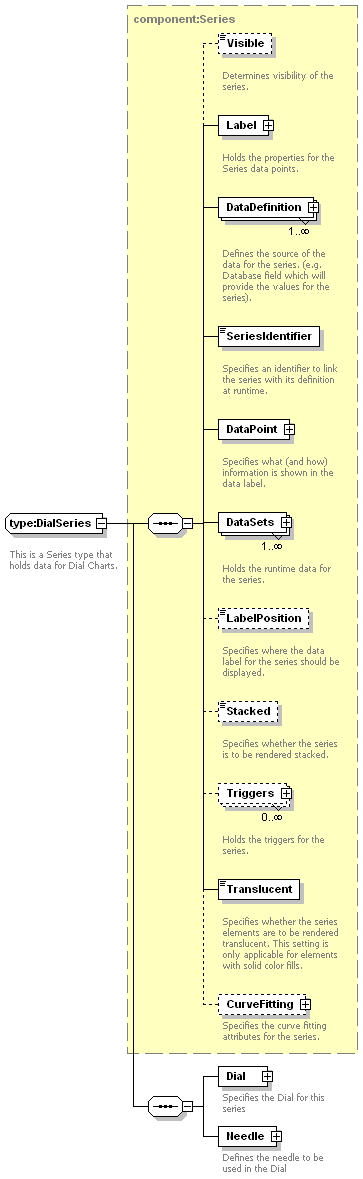 component:Series
Visible
Determines visibility of the
series.
Label
Holds the properties for the
Series data points.
DataDefinition
1..∞
Defines the source of the
data for the series. (e.g.
Database field which will
provide the values for the
series).
SeriesIdentifier
Specifies an identifier to link
the series with its definition
at runtime.
DataPoint
Specifies what (and how)
information is shown in the
data label.
type:DialSeries
This is a Series type that
holds data for Dial Charts.
DataSets
1..∞
Holds the runtime data for
the series.
LabelPosition
Specifies where the data
label for the series should be
displayed.
Stacked
Specifies whether the series
is to be rendered stacked.
Triggers
0..∞
Holds the triggers for the
series.
Translucent
Specifies whether the series
elements are to be rendered
translucent. This setting is
only applicable for elements
with solid color fills.
CurveFitting
Specifies the curve fitting
attributes for the series.
Dial
Specifies the Dial for this
series
Needle
Defines the needle to be
used in the Dial